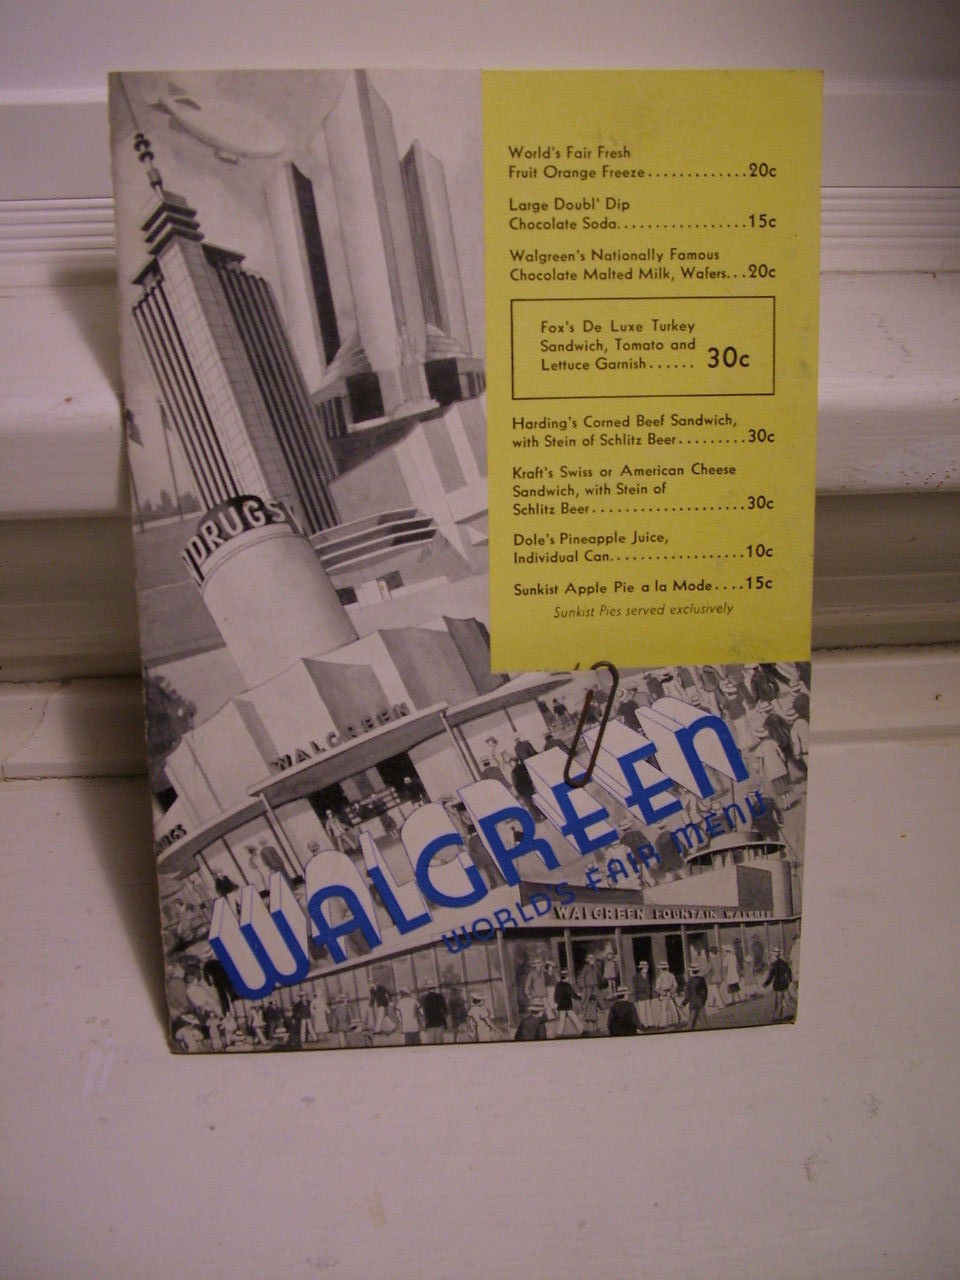 World's Fair Fresh
Fruit Orange Freeze.............20c
Large Doubl' Dip
Chocolate Soda.................15c
Walgreen's Nationally Famous
Chocolate Malted Milk, Wafers...20c
Fox's De Luxe Turkey
Sandwich, Tomato and
Lettuce Garnish...... 30c
Harding's Corned Beef Sandwich,
with Stein of Schlitz Beer.........30c
Kraft's Swiss or American Cheese
Sandwich, with Stein of
Schlitz Beer....................30c
Dole's Pineapple Juice,
Individual Can.................10c
Sunkist Apple Pie a la Mode....15c
Sunkist Pies served exclusively
DRUGS
WALGREEN
WALGREEN
WORLDS FAIR MENU
WALGREEN FOUNTAIN WALGREE